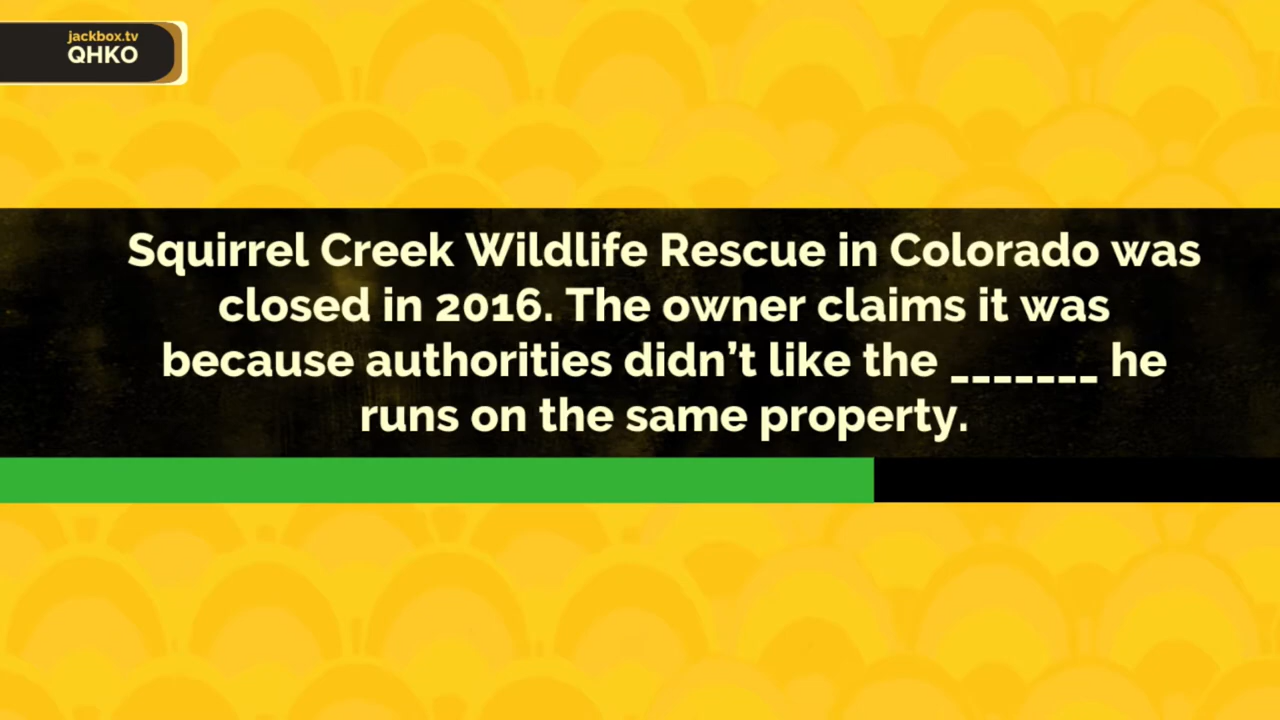 jackbox.tv
QHKO
Squirrel Creek Wildlife Rescue in Colorado was
closed in 2016. The owner claims it was
because authorities didn't like the _______ he
runs on the same property.